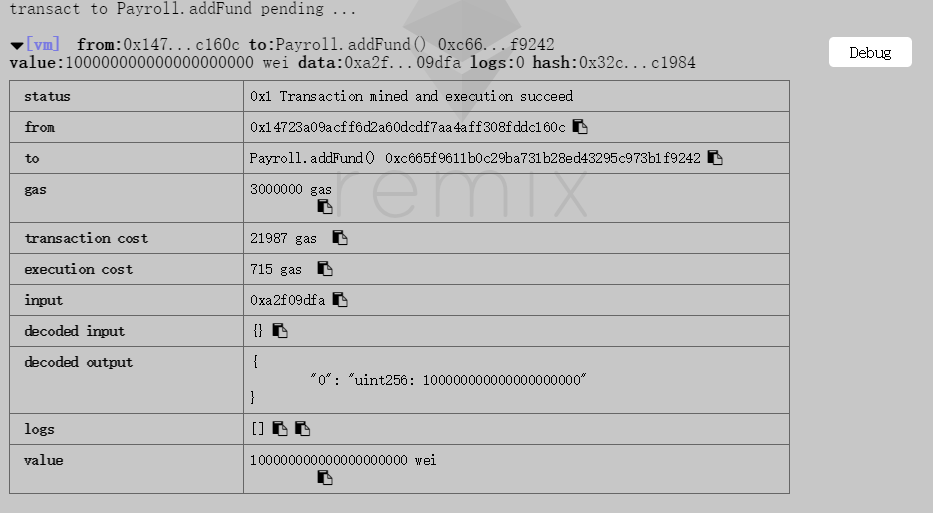 transact to Payroll.addFund pending ...
[vm] from:0x147...c160c to:Payroll.addFund() 0xc66...f9242
value:100000000000000000000 wei data:0xa2f...09dfa logs:0 hash:0x32c...c1984
Debug
status 0x1 Transaction mined and execution succeed
from 0x14723a09acff6d2a60dcdf7aa4aff308fddc160c
to Payroll.addFund() 0xc665f9611b0c29ba731b28ed43295c973b1f9242
remix
gas 3000000 gas
transaction cost 21987 gas
execution cost 715 gas
input 0xa2f09dfa
decoded input {}
decoded output {
"0": "uint256: 100000000000000000000"
}
logs []
value 100000000000000000000 wei